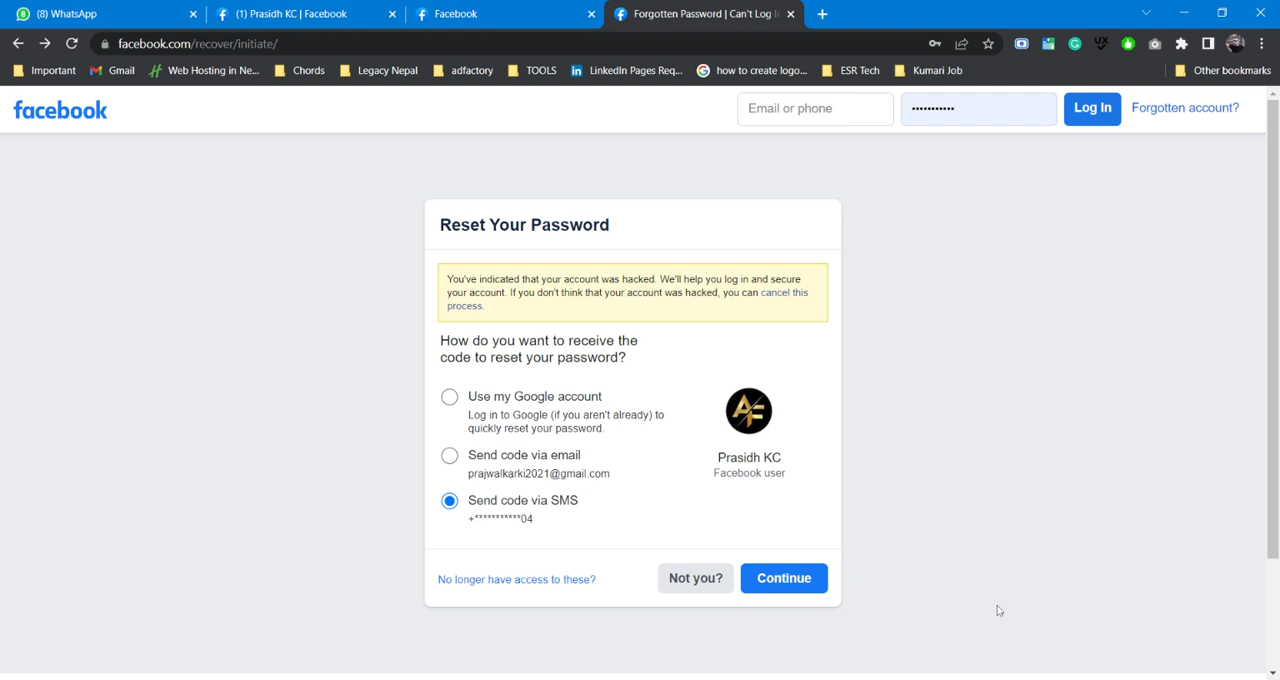 (8) WhatsApp
(1) Prasidh KC | Facebook
Facebook
Forgotten Password | Can't Log I
facebook.com/recover/initiate/
Important
Gmail
Web Hosting in Ne...
Chords
Legacy Nepal
adfactory
TOOLS
LinkedIn Pages Req...
how to create logo...
ESR Tech
Kumari Job
Other bookmarks
facebook
Email or phone
•••••••••••
Log In
Forgotten account?
Reset Your Password
You've indicated that your account was hacked. We'll help you log in and secure
your account. If you don't think that your account was hacked, you can cancel this
process.
How do you want to receive the
code to reset your password?
Use my Google account
Log in to Google (if you aren't already) to
quickly reset your password.
Send code via email
prajwalkarki2021@gmail.com
Send code via SMS
+***********04
AF
Prasidh KC
Facebook user
No longer have access to these?
Not you?
Continue